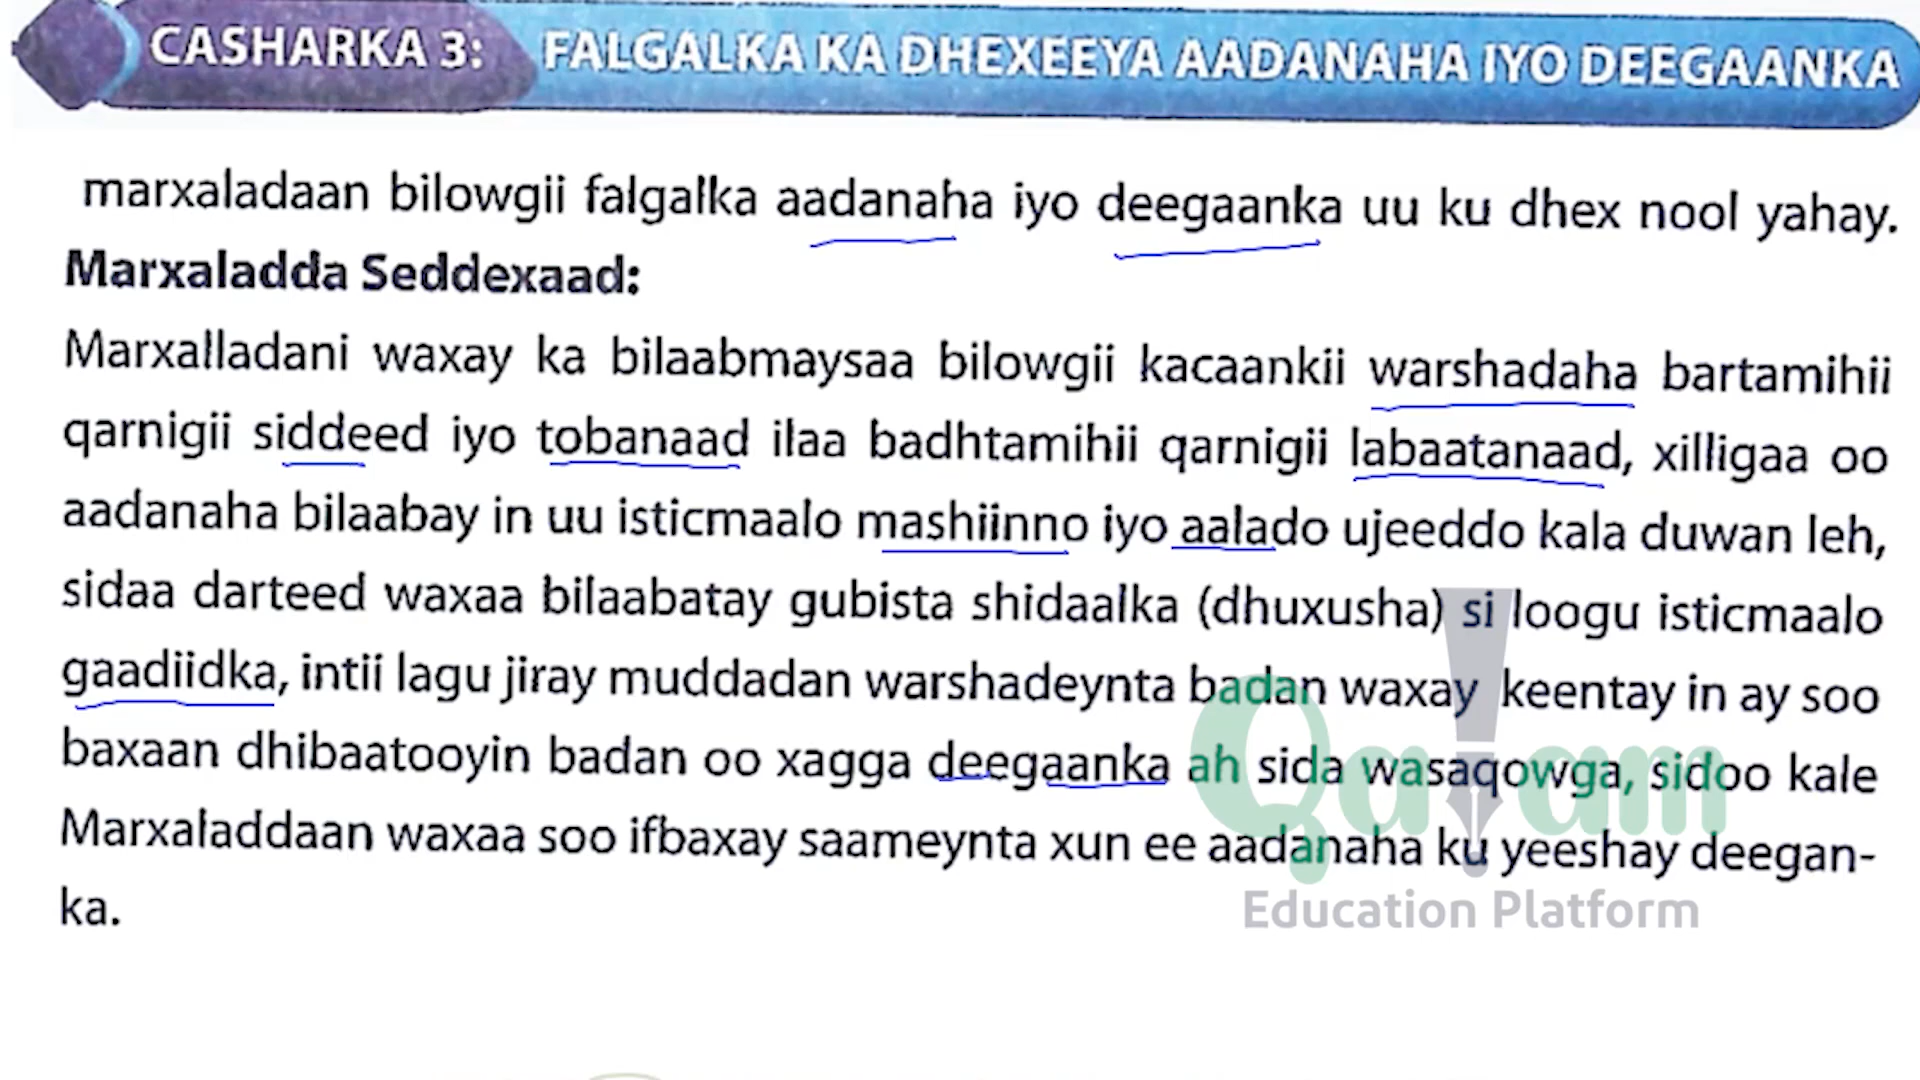 CASHARKA 3: FALGALKA KA DHEXEEYA AADANAHA IYO DEEGAANKA
marxaladaan bilowgii falgalka aadanaha iyo deegaanka uu ku dhex nool yahay.
Marxaladda Seddexaad:
Marxalladani waxay ka bilaabmaysaa bilowgii kacaankii warshadaha bartamihii
qarnigii siddeed iyo tobanaad ilaa badhtamihii qarnigii labaatanaad, xilligaa oo
aadanaha bilaabay in uu isticmaalo mashiinno iyo aalado ujeeddo kala duwan leh,
sidaa darteed waxaa bilaabatay gubista shidaalka (dhuxusha) si loogu isticmaalo
gaadiidka, intii lagu jiray muddadan warshadeynta badan waxay keentay in ay soo
baxaan dhibaatooyin badan oo xagga deegaanka ah sida wasaqowga, sidoo kale
Marxaladdaan waxaa soo ifbaxay saameynta xun ee aadanaha ku yeeshay deegan-
ka.
Qalam
Education Platform